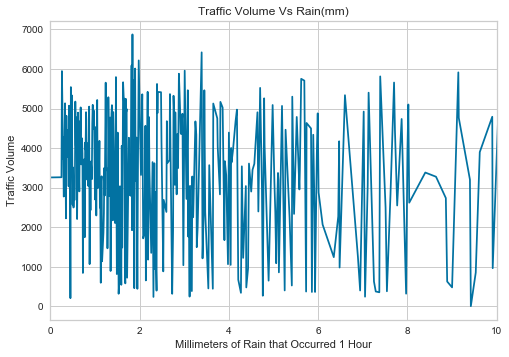 Traffic Volume Vs Rain(mm)
7000
6000
5000
4000
3000
2000
1000
0
Traffic Volume
0 2 4 6 8 10
Millimeters of Rain that Occurred 1 Hour